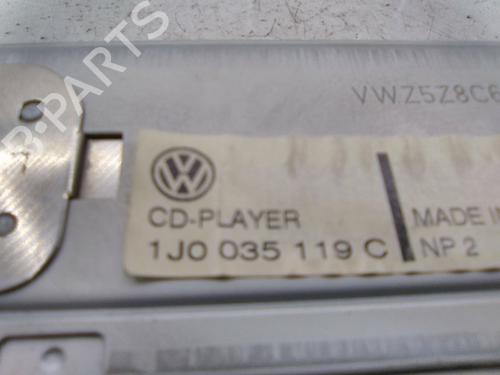 B-PARTS
VWZ5Z8C6
CD-PLAYER
1J0 035 119 C
MADE IN
NP 2